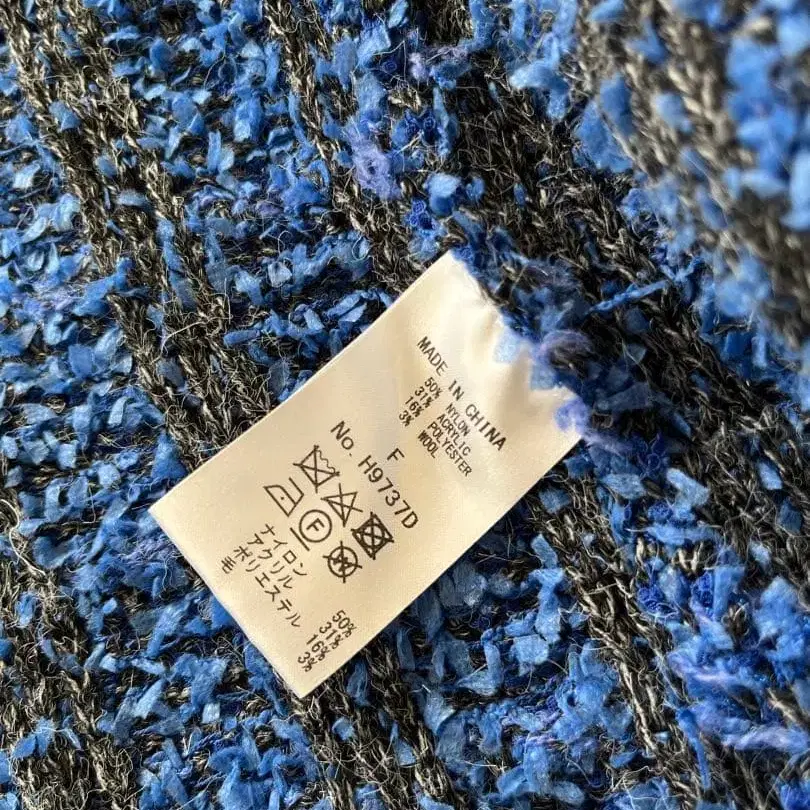 MADE IN CHINA
50% NYLON
31% ACRYLIC
16% POLYESTER
3% WOOL
F
No. H9737D
F
ナイロン 50%
アクリル 31%
ポリエステル 16%
毛 3%